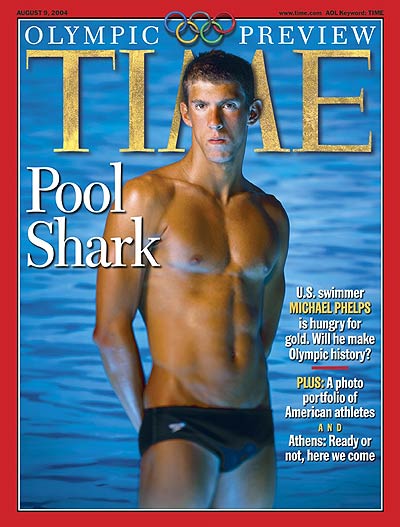 AUGUST 9, 2004
www.time.com AOL Keyword: TIME
OLYMPIC PREVIEW
TIME
Pool
Shark
U.S. swimmer
MICHAEL PHELPS
is hungry for
gold. Will he make
Olympic history?
PLUS: A photo
portfolio of
American athletes
AND
Athens: Ready or
not, here we come